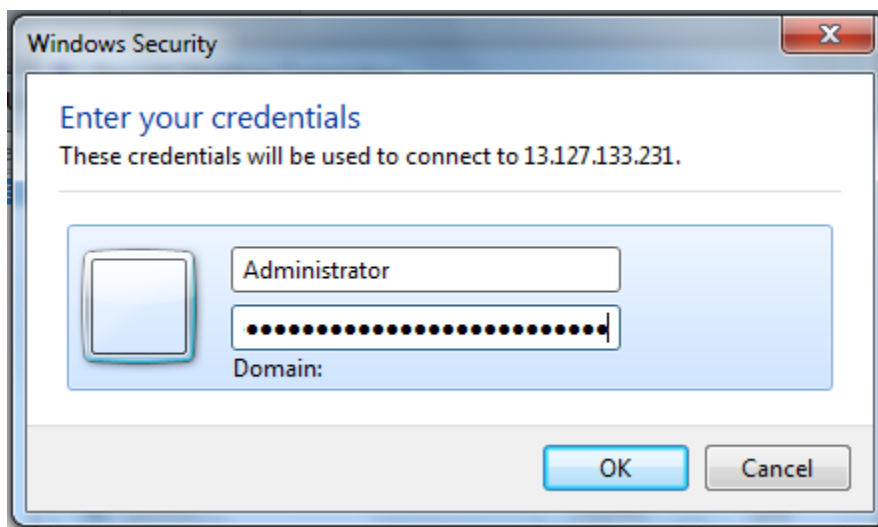 Windows Security
Enter your credentials
These credentials will be used to connect to 13.127.133.231.
Administrator
Domain:
OK
Cancel